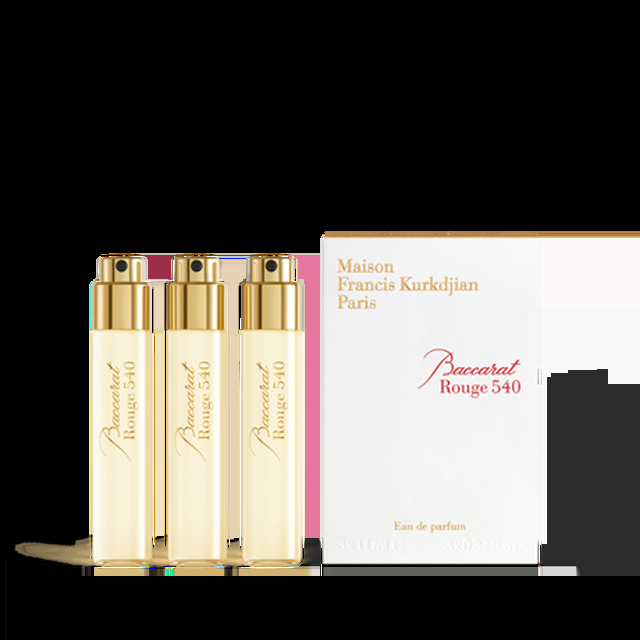 Maison
Francis Kurkdjian
Paris
Baccarat
Rouge 540
Eau de parfum
Baccarat
Rouge 540
Baccarat
Rouge 540
Baccarat
Rouge 540